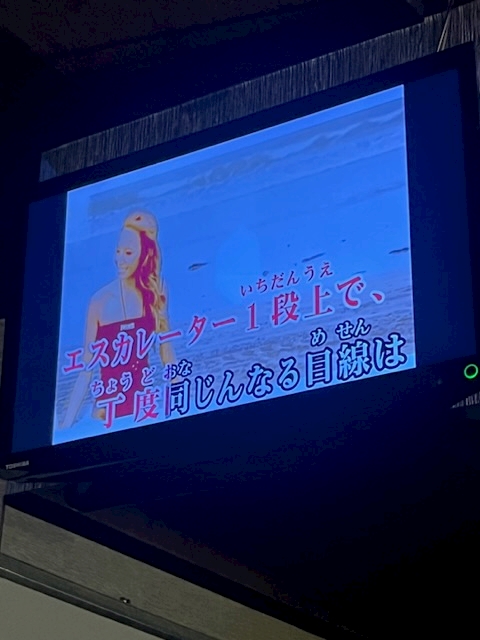 いちだんうえ
エスカレーター1段上で、
ちょうど おな め せん
丁度同じんなる目線は
TOSHIBA